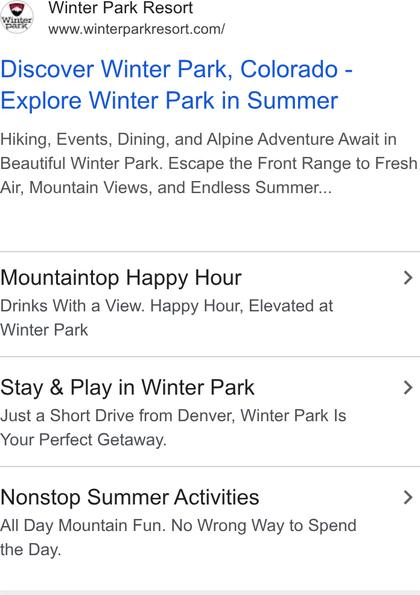 Winter Park Resort
www.winterparkresort.com/
Winter
park
Discover Winter Park, Colorado -
Explore Winter Park in Summer
Hiking, Events, Dining, and Alpine Adventure Await in
Beautiful Winter Park. Escape the Front Range to Fresh
Air, Mountain Views, and Endless Summer...
Mountaintop Happy Hour
Drinks With a View. Happy Hour, Elevated at
Winter Park
Stay & Play in Winter Park
Just a Short Drive from Denver, Winter Park Is
Your Perfect Getaway.
Nonstop Summer Activities
All Day Mountain Fun. No Wrong Way to Spend
the Day.